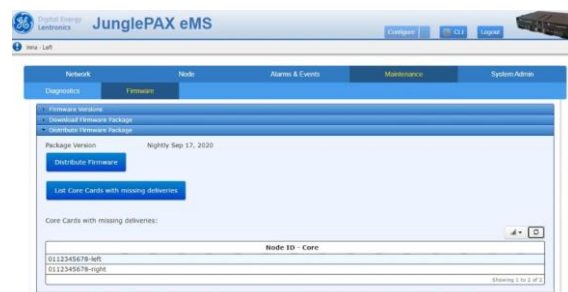 Digital Energy
Lentronics
JunglePAX eMS
Configure
CLI
Logout
- Left
Network Node Alarms & Events Maintenance System Admin
Diagnostics Firmware
Firmware Versions
Download Firmware Package
Distribute Firmware Package
Package Version Nightly Sep 17, 2020
Distribute Firmware
List Core Cards with missing deliveries
Core Cards with missing deliveries:
Node ID - Core
0112345678-left
0112345678-right
Showing 1 to 2 of 2